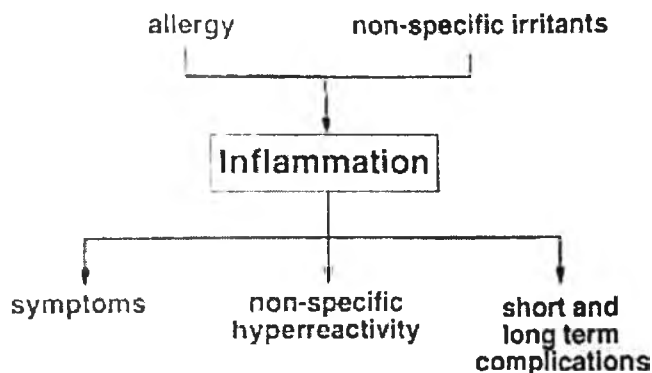 allergy
non-specific irritants
Inflammation
symptoms
non-specific
hyperreactivity
short and
long term
complications